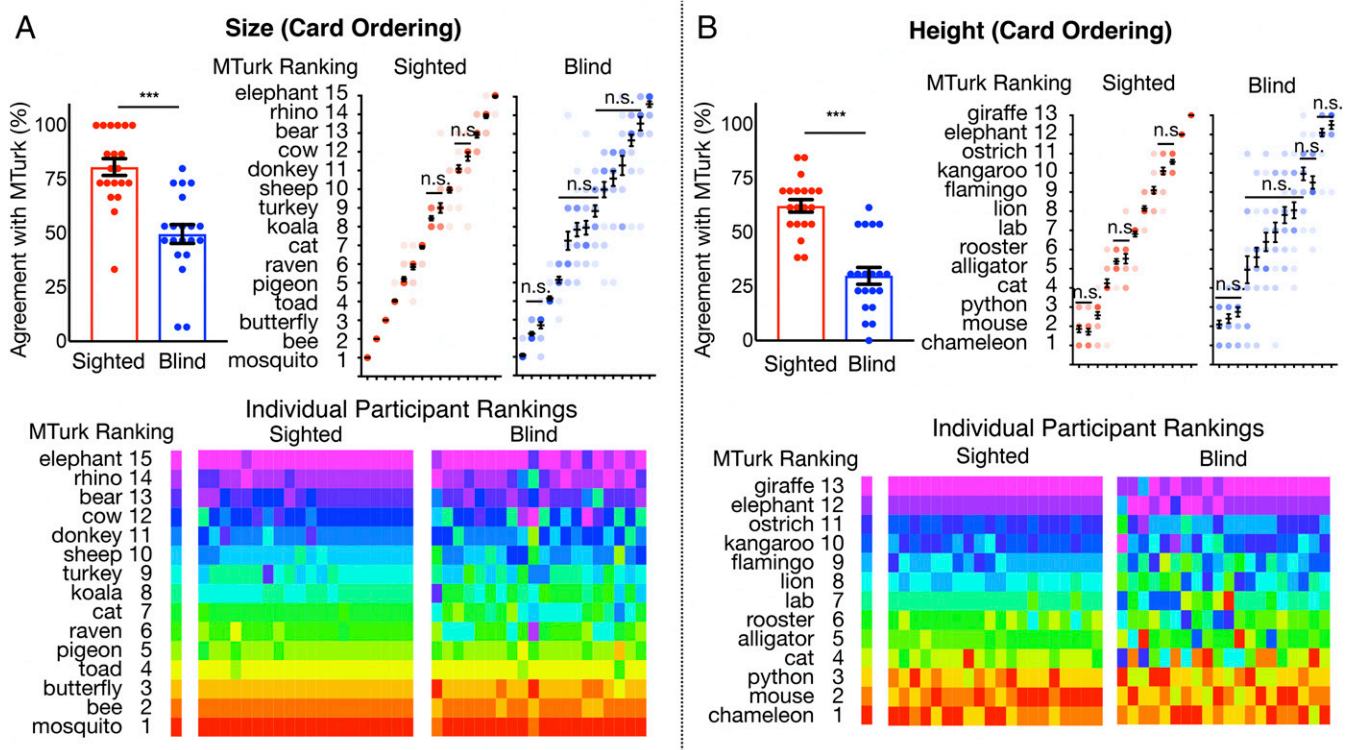 A
Size (Card Ordering)
MTurk Ranking
Sighted
Blind
Agreement with MTurk (%)
100
75
50
25
0
***
Sighted
Blind
elephant 15
rhino 14
bear 13
cow 12
donkey 11
sheep 10
turkey 9
koala 8
cat 7
raven 6
pigeon 5
toad 4
butterfly 3
bee 2
mosquito 1
n.s.
n.s.
n.s.
n.s.
n.s.
Individual Participant Rankings
MTurk Ranking
Sighted
Blind
elephant 15
rhino 14
bear 13
cow 12
donkey 11
sheep 10
turkey 9
koala 8
cat 7
raven 6
pigeon 5
toad 4
butterfly 3
bee 2
mosquito 1
B
Height (Card Ordering)
MTurk Ranking
Sighted
Blind
Agreement with MTurk (%)
100
75
50
25
0
***
Sighted
Blind
giraffe 13
elephant 12
ostrich 11
kangaroo 10
flamingo 9
lion 8
lab 7
rooster 6
alligator 5
cat 4
python 3
mouse 2
chameleon 1
n.s.
n.s.
n.s.
n.s.
n.s.
n.s.
n.s.
Individual Participant Rankings
MTurk Ranking
Sighted
Blind
giraffe 13
elephant 12
ostrich 11
kangaroo 10
flamingo 9
lion 8
lab 7
rooster 6
alligator 5
cat 4
python 3
mouse 2
chameleon 1